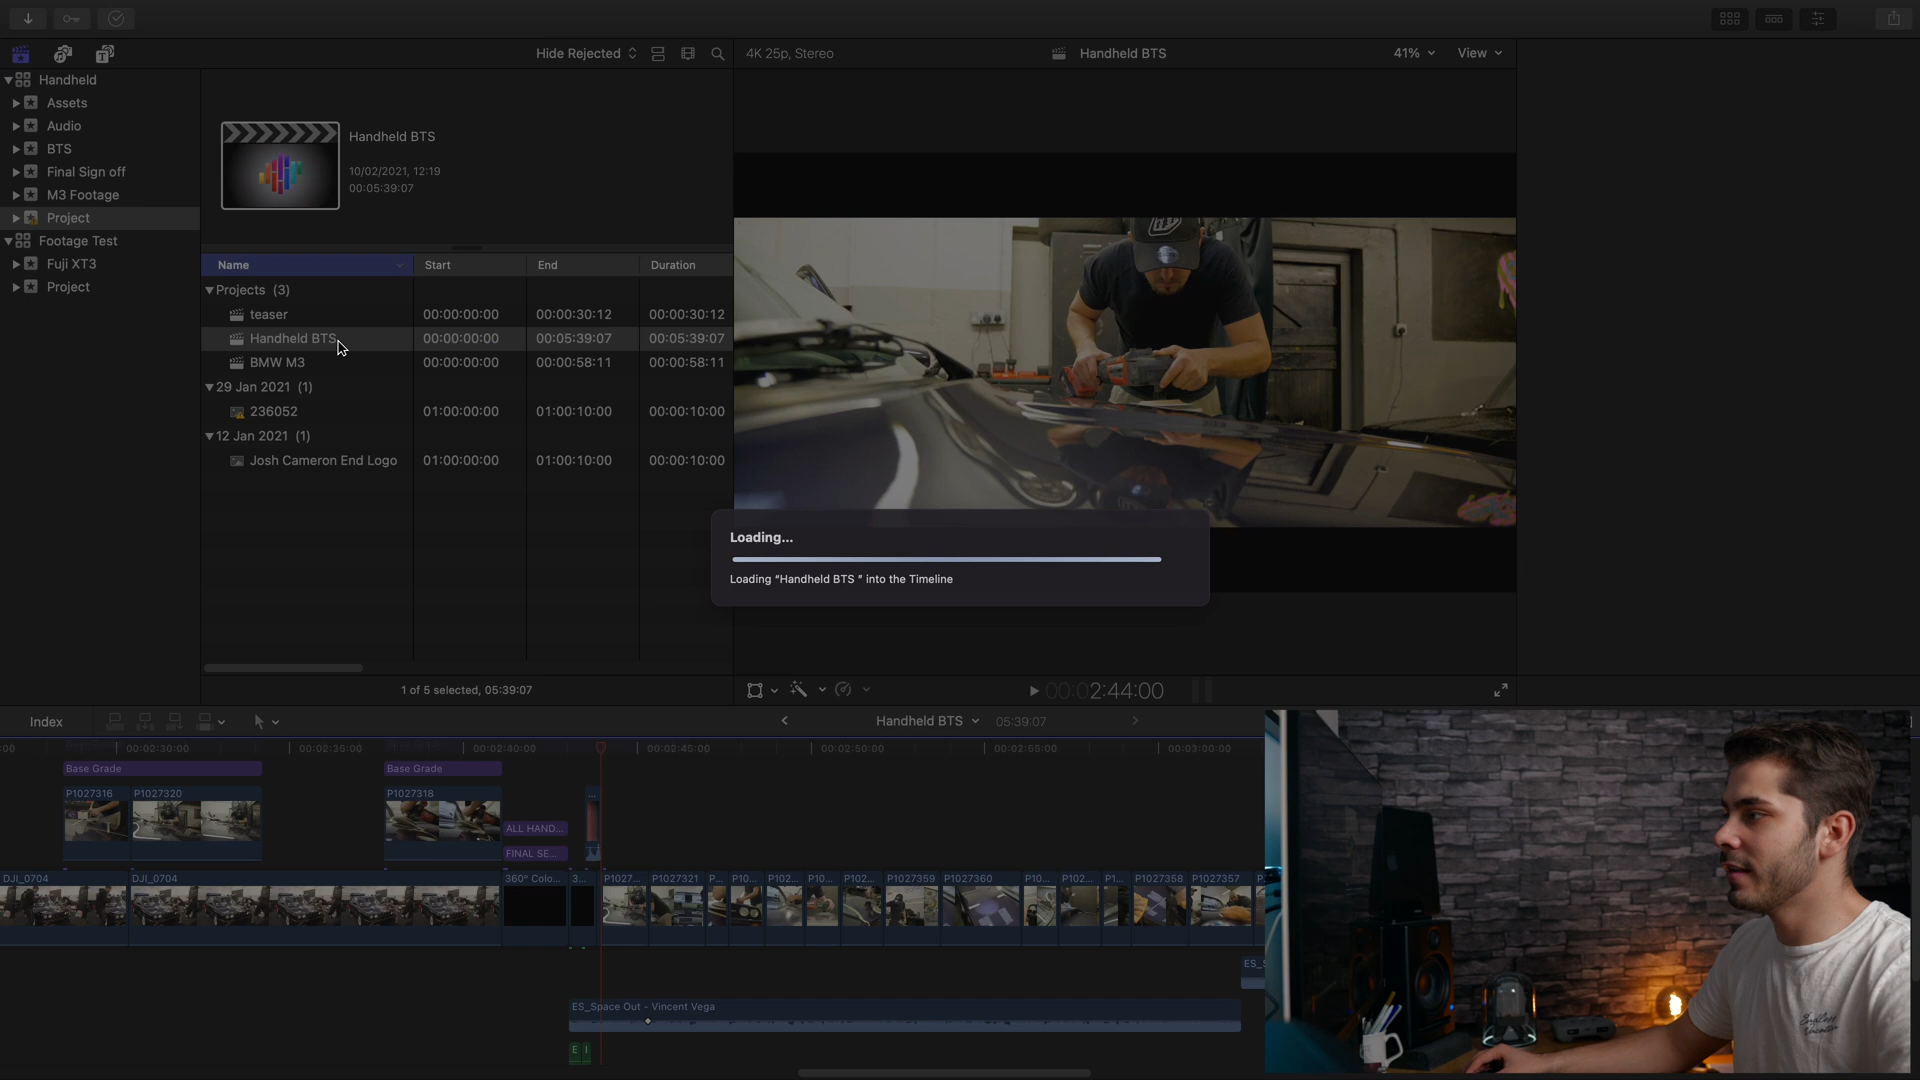 Hide Rejected
4K 25p, Stereo
Handheld BTS
41%
View
Handheld
Assets
Audio
BTS
Final Sign off
M3 Footage
Project
Footage Test
Fuji XT3
Project
Handheld BTS
10/02/2021, 12:19
00:05:39:07
Name Start End Duration
Projects (3)
teaser 00:00:00:00 00:00:30:12 00:00:30:12
Handheld BTS 00:00:00:00 00:05:39:07 00:05:39:07
BMW M3 00:00:00:00 00:00:58:11 00:00:58:11
29 Jan 2021 (1)
236052 01:00:00:00 01:00:10:00 00:00:10:00
12 Jan 2021 (1)
Josh Cameron End Logo 01:00:00:00 01:00:10:00 00:00:10:00
Loading...
Loading “Handheld BTS ” into the Timeline
1 of 5 selected, 05:39:07
00:02:44:00
Index
Handheld BTS 05:39:07
:00 00:02:30:00 00:02:35:00 00:02:40:00 00:02:45:00 00:02:50:00 00:02:55:00 00:03:00:00
Base Grade Base Grade
P1027316 P1027320 P1027318
ALL HAND...
FINAL SE...
DJI_0704 DJI_0704 360° Colo... 3... P1027... P1027321 P... P10... P102... P10... P102... P1027359 P1027360 P10... P102... P1... P1027358 P1027357 P
ES_S
ES_Space Out - Vincent Vega
E I